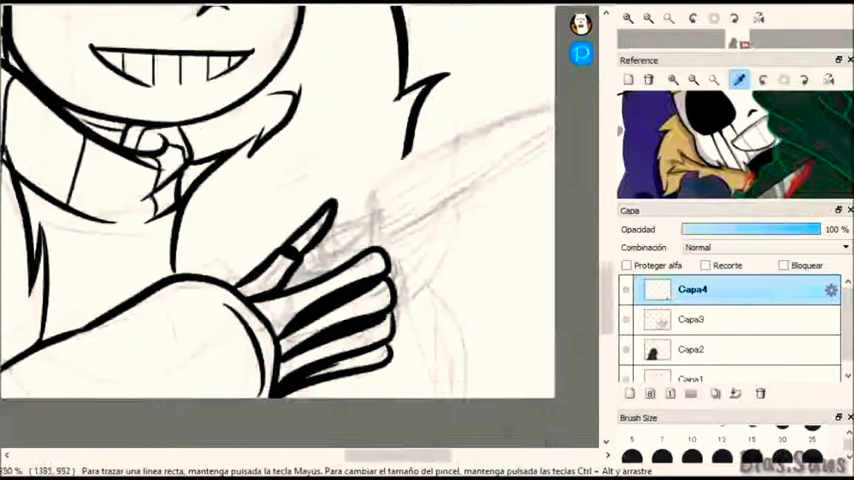 Reference
Capa
Opacidad 100 %
Combinación Normal
Proteger alfa Recorte Bloquear
Capa4
Capa3
Capa2
Capa1
Brush Size
5 7 10 12 15 20 25
( 1385, 952 ) Para trazar una línea recta, mantenga pulsada la tecla Mayús. Para cambiar el tamaño del pincel, mantenga pulsadas las teclas Ctrl + Alt y arrastre